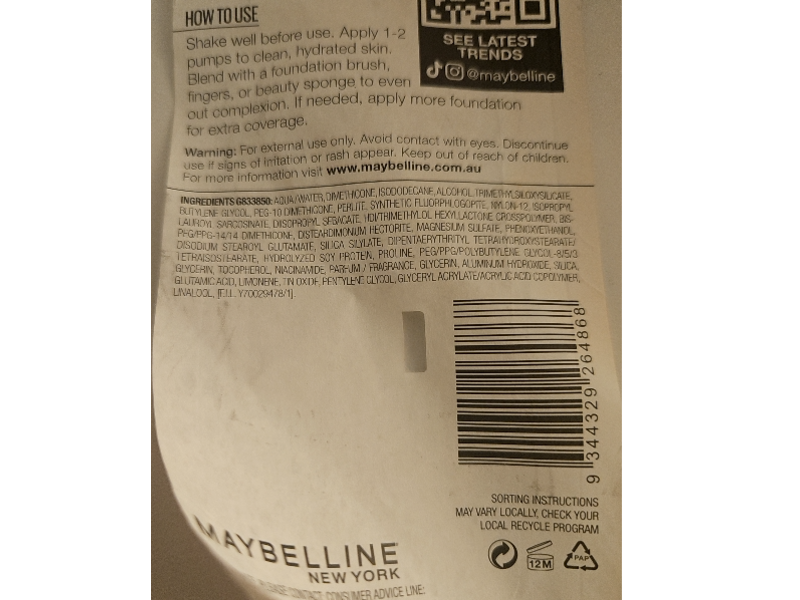 HOW TO USE
Shake well before use. Apply 1-2
pumps to clean, hydrated skin.
Blend with a foundation brush,
fingers, or beauty sponge to even
out complexion. If needed, apply more foundation
for extra coverage.
SEE LATEST
TRENDS
@maybelline
Warning: For external use only. Avoid contact with eyes. Discontinue
use if signs of irritation or rash appear. Keep out of reach of children.
For more information visit www.maybelline.com.au
INGREDIENTS G833850: AQUA/WATER, DIMETHICONE, ISODODECANE, ALCOHOL, TRIMETHYLSILOXYSILICATE,
BUTYLENE GLYCOL, PEG-10 DIMETHICONE, PERLITE, SYNTHETIC FLUORPHLOGOPITE, NYLON-12, ISOPROPYL
LAUROYL SARCOSINATE, DIISOPROPYL SEBACATE, HDI/TRIMETHYLOL HEXYLLACTONE CROSSPOLYMER, BIS-
PEG/PPG-14/14 DIMETHICONE, DISTEARDIMONIUM HECTORITE, MAGNESIUM SULFATE, PHENOXYETHANOL,
DISODIUM STEAROYL GLUTAMATE, SILICA SILYLATE, DIPENTAERYTHRITYL TETRAHYDROXYSTEARATE/
TETRAISOSTEARATE, HYDROLYZED SOY PROTEIN, PROLINE, PEG/PPG/POLYBUTYLENE GLYCOL-8/5/3
GLYCERIN, TOCOPHEROL, NIACINAMIDE, PARFUM / FRAGRANCE, GLYCERIN, ALUMINUM HYDROXIDE, SILICA,
GLUTAMIC ACID, LIMONENE, TIN OXIDE, PENTYLENE GLYCOL, GLYCERYL ACRYLATE/ACRYLIC ACID COPOLYMER,
LINALOOL, [F.I.L. Y70029478/1].
9 344329 264868
SORTING INSTRUCTIONS
MAY VARY LOCALLY, CHECK YOUR
LOCAL RECYCLE PROGRAM
12M
PAP
MAYBELLINE
NEW YORK
PLEASE CONTACT CONSUMER ADVICE LINE: